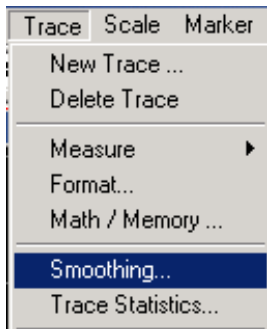 Trace Scale Marker
New Trace ...
Delete Trace
Measure
Format...
Math / Memory ...
Smoothing...
Trace Statistics...